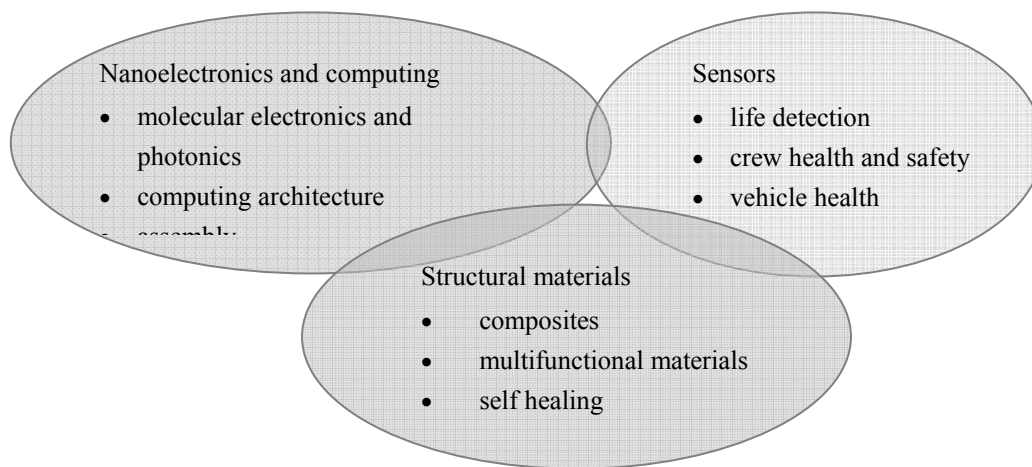 Nanoelectronics and computing
• molecular electronics and
photonics
• computing architecture
• assembly
Sensors
• life detection
• crew health and safety
• vehicle health
Structural materials
• composites
• multifunctional materials
• self healing